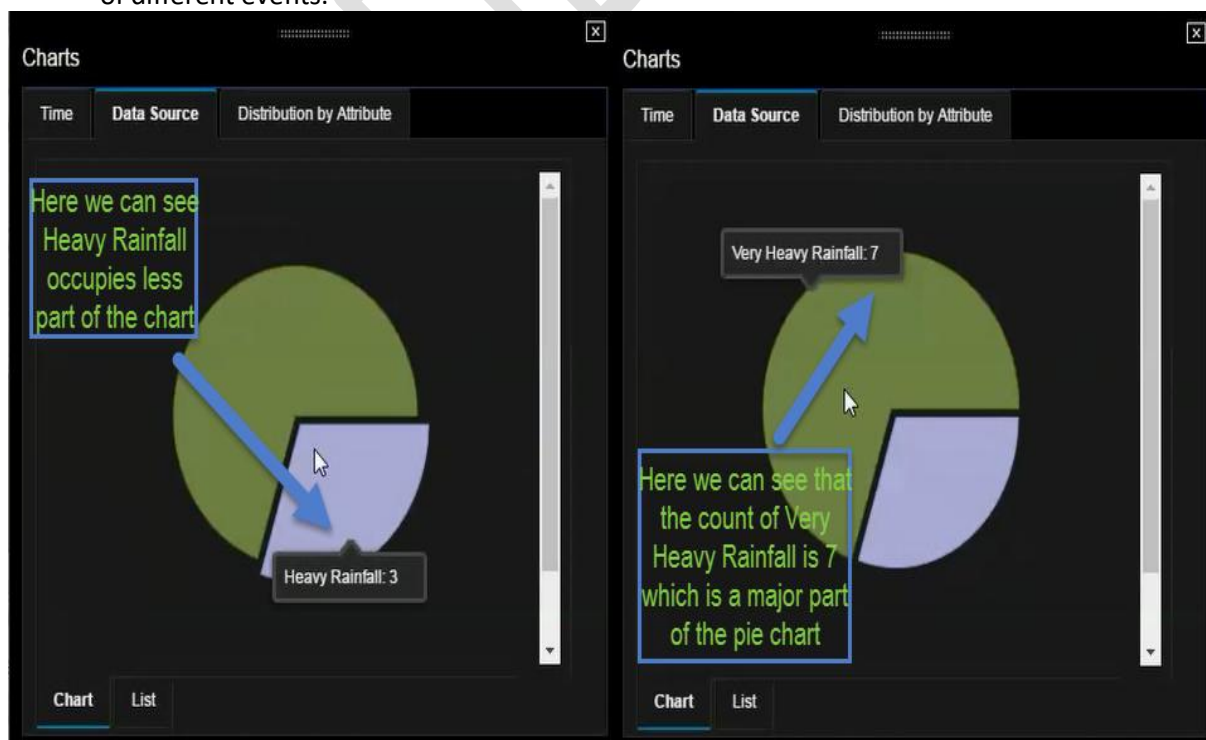 of different events.
Charts
Time Data Source Distribution by Attribute
Here we can see
Heavy Rainfall
occupies less
part of the chart
Heavy Rainfall: 3
Chart List
Charts
Time Data Source Distribution by Attribute
Very Heavy Rainfall: 7
Here we can see that
the count of Very
Heavy Rainfall is 7
which is a major part
of the pie chart
Chart List